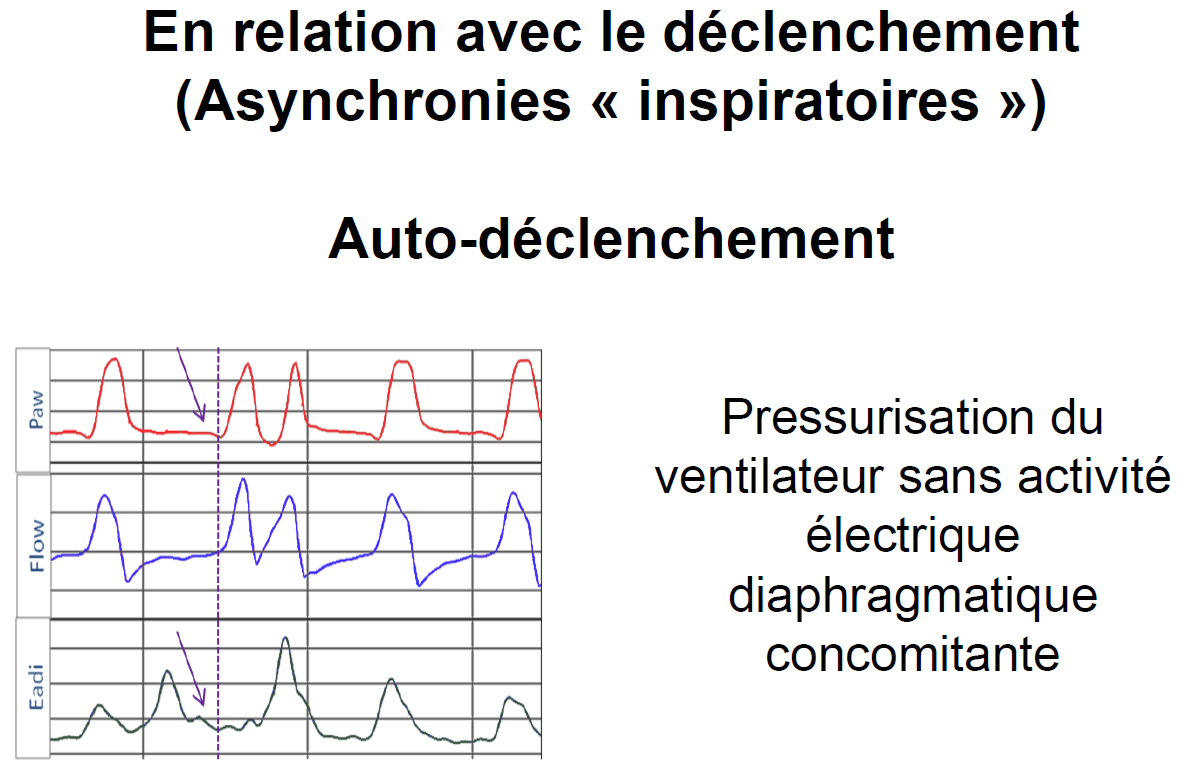 En relation avec le déclenchement
(Asynchronies « inspiratoires »)
Auto-déclenchement
Paw
Flow
Eadi
Pressurisation du
ventilateur sans activité
électrique
diaphragmatique
concomitante